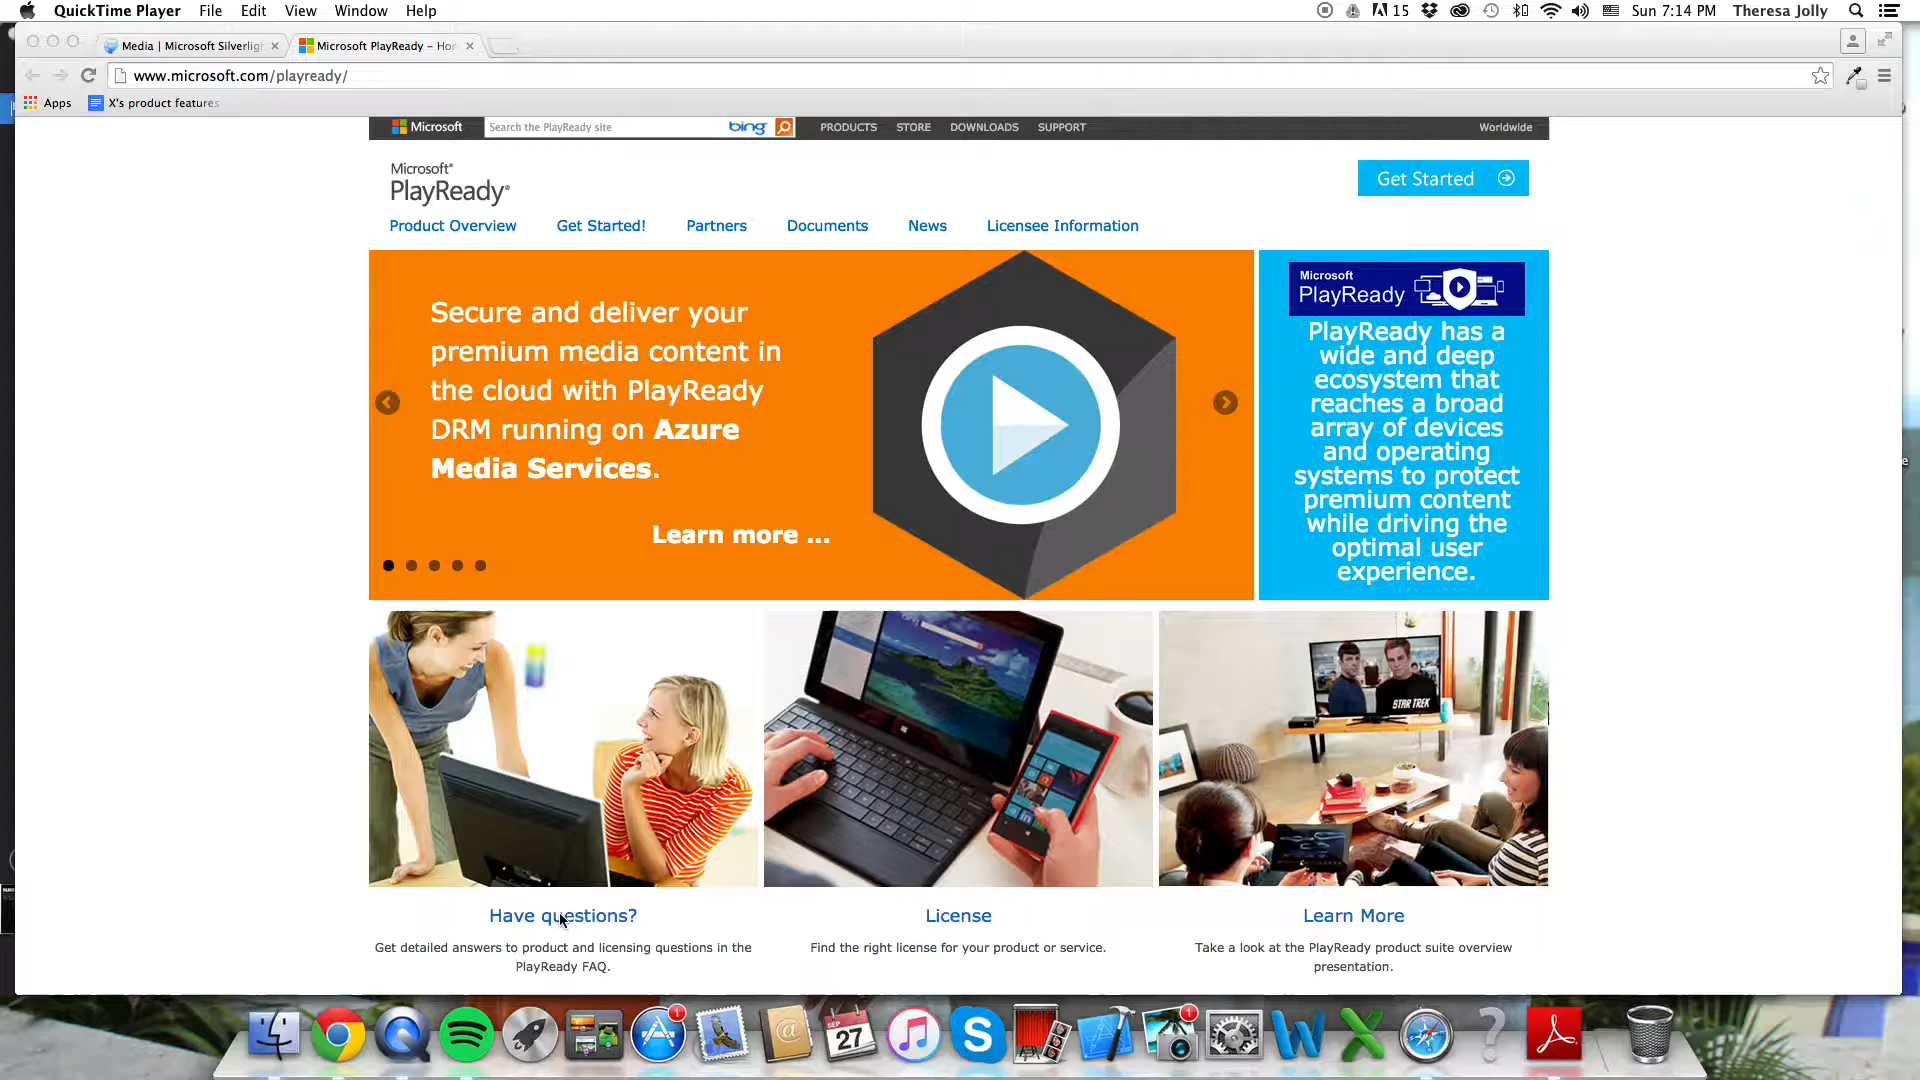 QuickTime Player File Edit View Window Help 15 Sun 7:14 PM Theresa Jolly
Media | Microsoft Silverligh Microsoft PlayReady – Hom
www.microsoft.com/playready/
Apps X's product features
Microsoft Search the PlayReady site bing PRODUCTS STORE DOWNLOADS SUPPORT Worldwide
Microsoft®
PlayReady®
Get Started
Product Overview Get Started! Partners Documents News Licensee Information
Secure and deliver your
premium media content in
the cloud with PlayReady
DRM running on Azure
Media Services.
Learn more ...
Microsoft
PlayReady
PlayReady has a
wide and deep
ecosystem that
reaches a broad
array of devices
and operating
systems to protect
premium content
while driving the
optimal user
experience.
STAR TREK
Have questions? License Learn More
Get detailed answers to product and licensing questions in the
PlayReady FAQ.
Find the right license for your product or service.
Take a look at the PlayReady product suite overview
presentation.
1 SEP 27 1